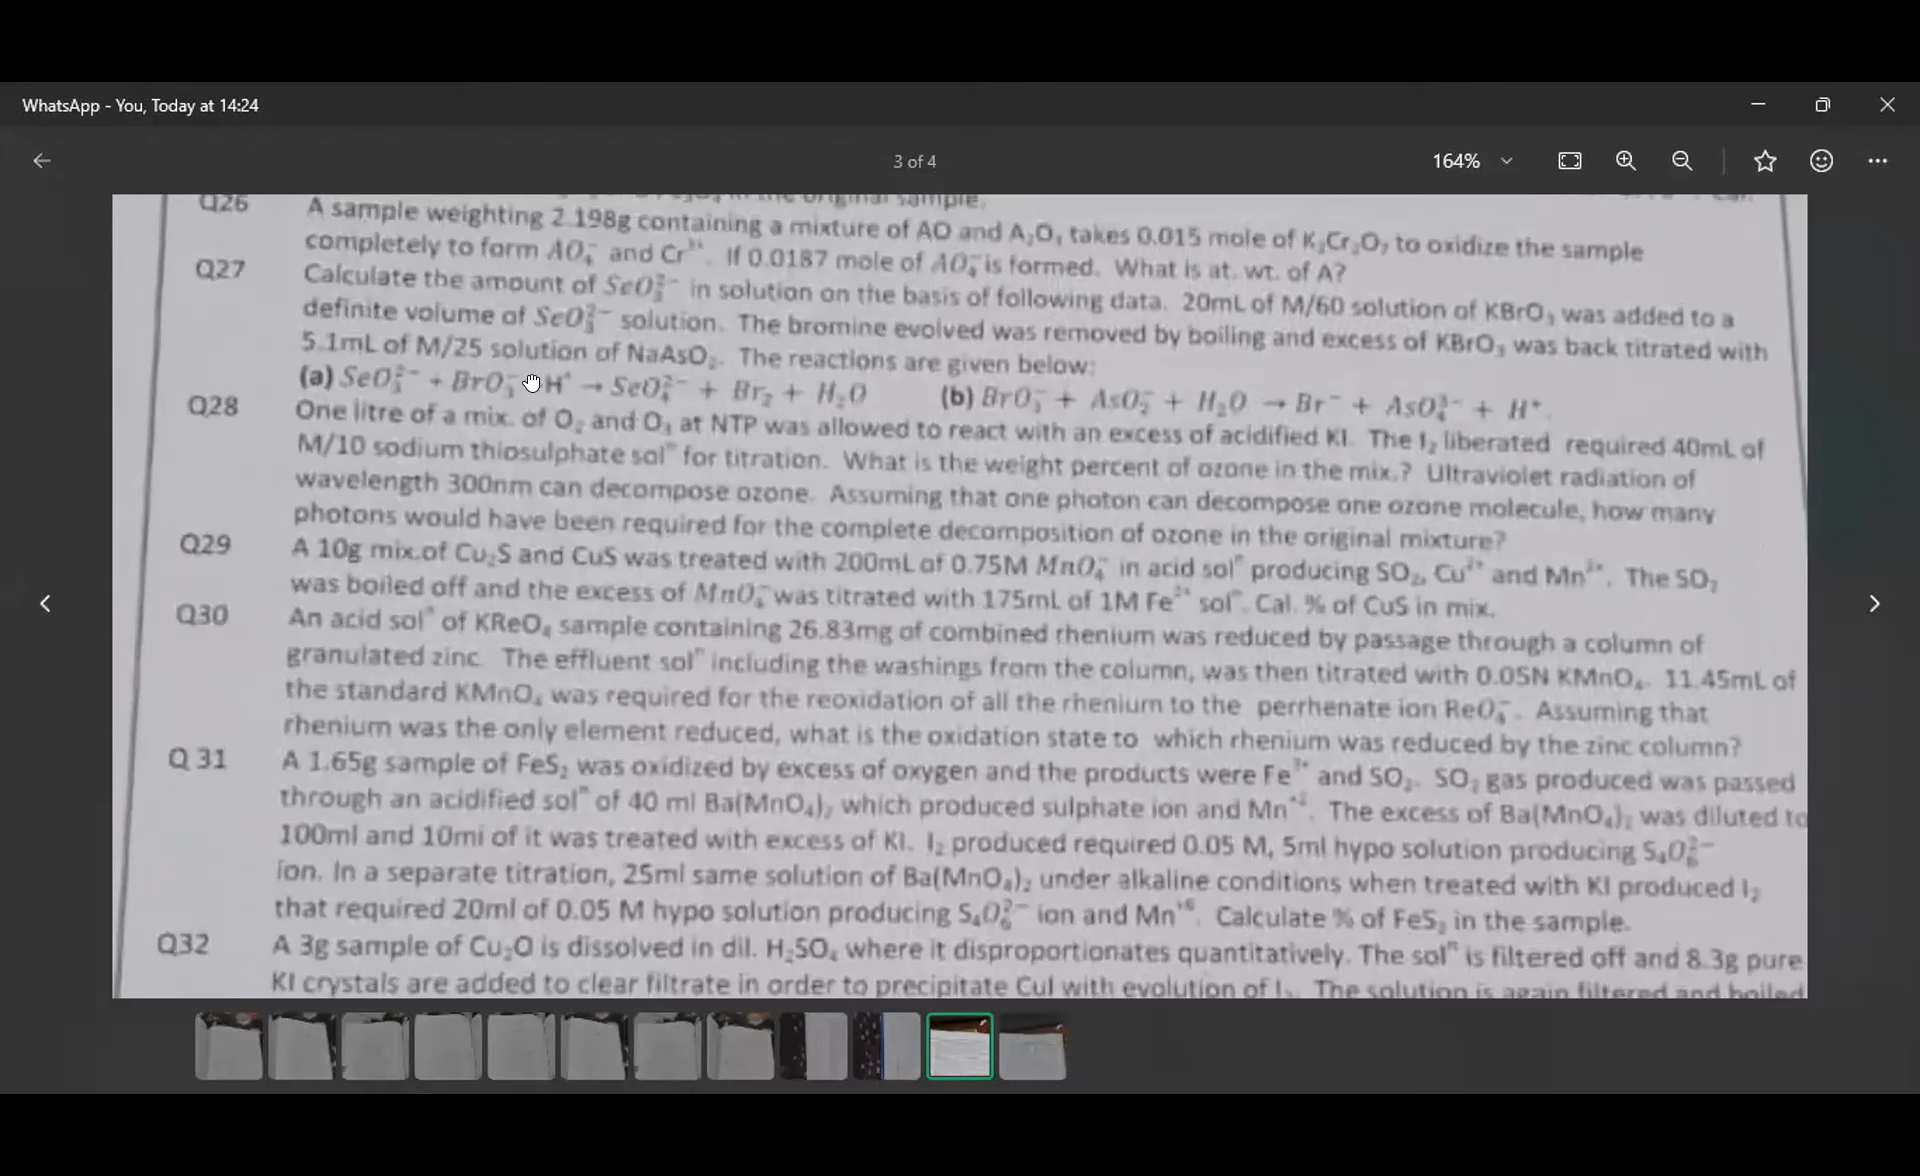 WhatsApp - You, Today at 14:24
3 of 4
164%
in the original sample.
Q26 A sample weighting 2.198g containing a mixture of AO and A₂O₃ takes 0.015 mole of K₂Cr₂O₇ to oxidize the sample
completely to form AO₄⁻ and Cr³⁺. If 0.0187 mole of AO₄⁻ is formed. What is at. wt. of A?
Q27 Calculate the amount of SeO₃²⁻ in solution on the basis of following data. 20mL of M/60 solution of KBrO₃ was added to a
definite volume of SeO₃²⁻ solution. The bromine evolved was removed by boiling and excess of KBrO₃ was back titrated with
5.1mL of M/25 solution of NaAsO₂. The reactions are given below:
(a) SeO₃²⁻ + BrO₃⁻ H⁺ → SeO₄²⁻ + Br₂ + H₂O (b) BrO₃⁻ + AsO₂⁻ + H₂O → Br⁻ + AsO₄³⁻ + H⁺.
Q28 One litre of a mix. of O₂ and O₃ at NTP was allowed to react with an excess of acidified KI. The I₂ liberated required 40mL of
M/10 sodium thiosulphate solⁿ for titration. What is the weight percent of ozone in the mix.? Ultraviolet radiation of
wavelength 300nm can decompose ozone. Assuming that one photon can decompose one ozone molecule, how many
photons would have been required for the complete decomposition of ozone in the original mixture?
Q29 A 10g mix.of Cu₂S and CuS was treated with 200mL of 0.75M MnO₄⁻ in acid solⁿ producing SO₂, Cu²⁺ and Mn²⁺. The SO₂
was boiled off and the excess of MnO₄⁻ was titrated with 175mL of 1M Fe²⁺ solⁿ. Cal. % of CuS in mix.
Q30 An acid solⁿ of KReO₄ sample containing 26.83mg of combined rhenium was reduced by passage through a column of
granulated zinc. The effluent solⁿ including the washings from the column, was then titrated with 0.05N KMnO₄. 11.45mL of
the standard KMnO₄ was required for the reoxidation of all the rhenium to the perrhenate ion ReO₄⁻. Assuming that
rhenium was the only element reduced, what is the oxidation state to which rhenium was reduced by the zinc column?
Q 31 A 1.65g sample of FeS₂ was oxidized by excess of oxygen and the products were Fe³⁺ and SO₂. SO₂ gas produced was passed
through an acidified solⁿ of 40 ml Ba(MnO₄)₂ which produced sulphate ion and Mn⁺². The excess of Ba(MnO₄)₂ was diluted to
100ml and 10ml of it was treated with excess of KI. I₂ produced required 0.05 M, 5ml hypo solution producing S₄O₆²⁻
ion. In a separate titration, 25ml same solution of Ba(MnO₄)₂ under alkaline conditions when treated with KI produced I₂
that required 20ml of 0.05 M hypo solution producing S₄O₆²⁻ ion and Mn⁺⁶. Calculate % of FeS₂ in the sample.
Q32 A 3g sample of Cu₂O is dissolved in dil. H₂SO₄ where it disproportionates quantitatively. The solⁿ is filtered off and 8.3g pure
KI crystals are added to clear filtrate in order to precipitate CuI with evolution of I₂. The solution is again filtered and boiled